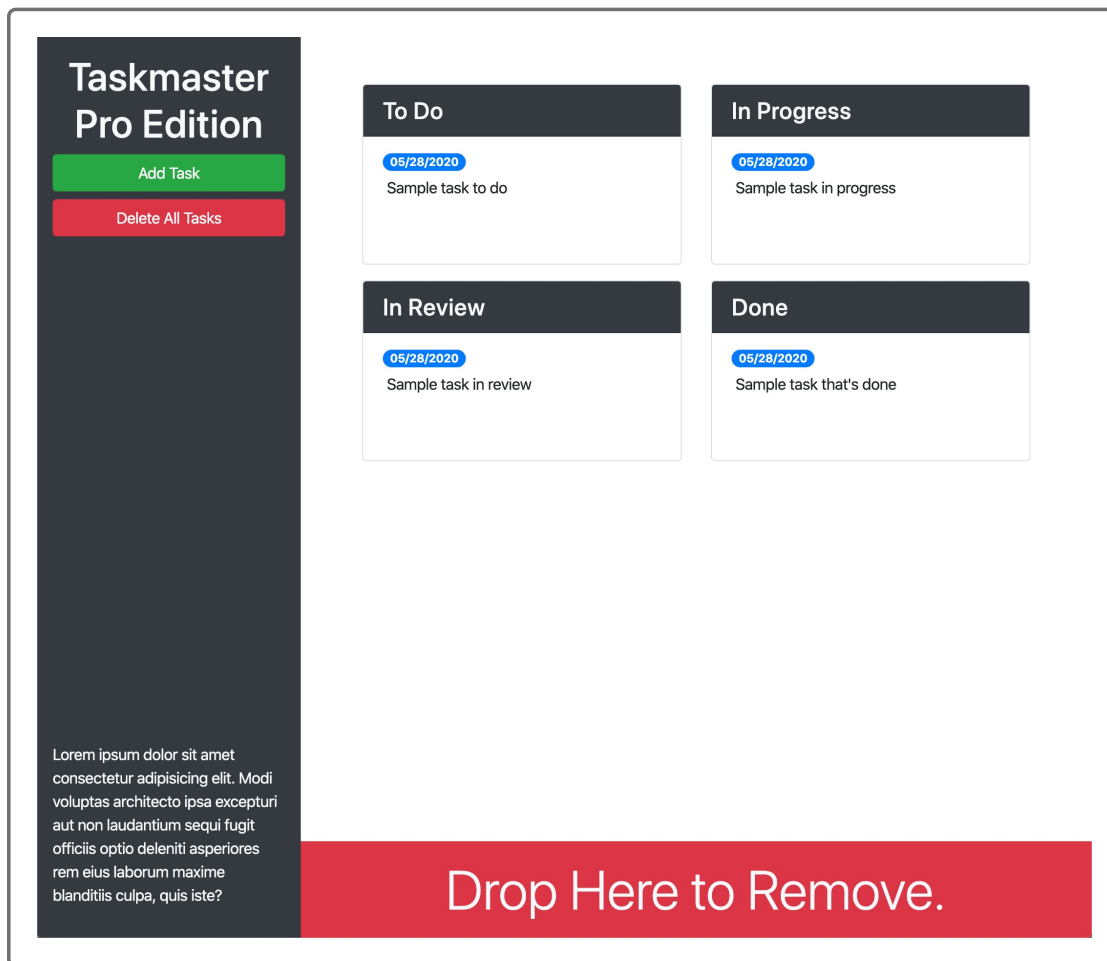 Taskmaster
Pro Edition
Add Task
Delete All Tasks
Lorem ipsum dolor sit amet
consectetur adipisicing elit. Modi
voluptas architecto ipsa excepturi
aut non laudantium sequi fugit
officiis optio deleniti asperiores
rem eius laborum maxime
blanditiis culpa, quis iste?
To Do
05/28/2020
Sample task to do
In Progress
05/28/2020
Sample task in progress
In Review
05/28/2020
Sample task in review
Done
05/28/2020
Sample task that's done
Drop Here to Remove.